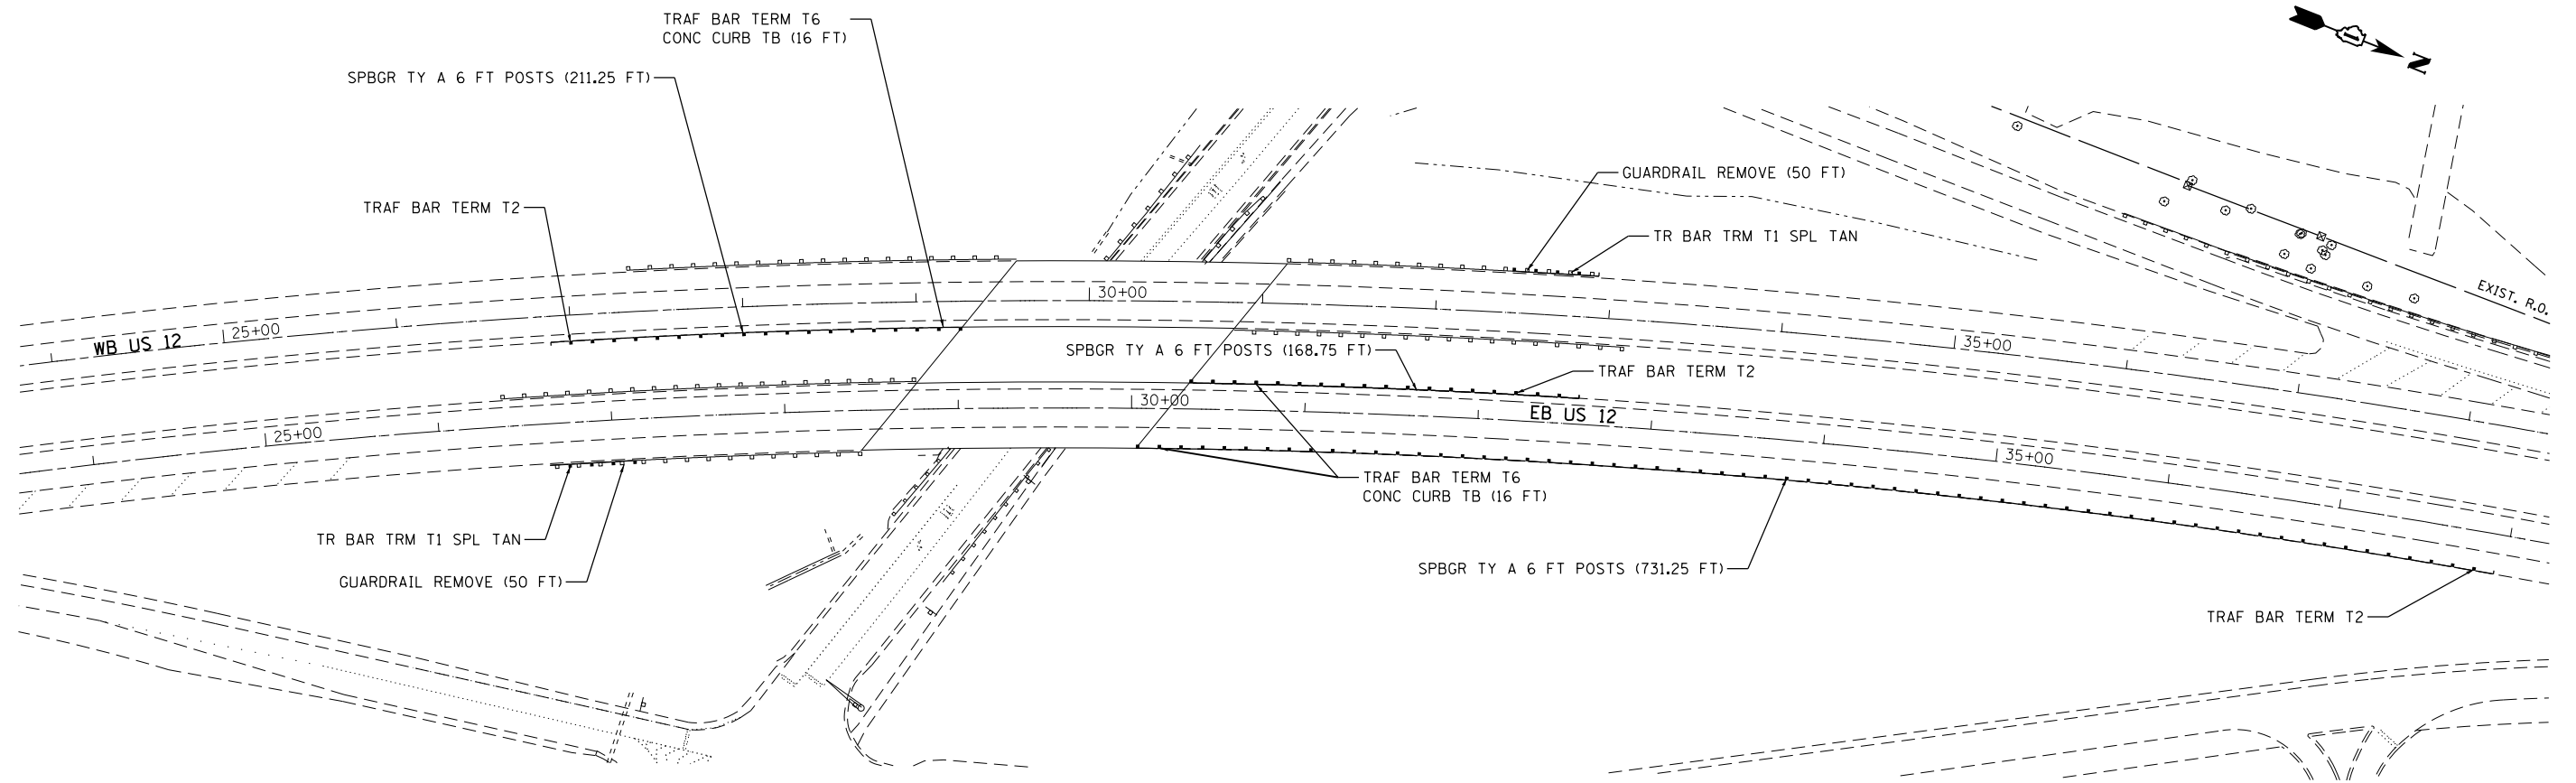 TRAF BAR TERM T6
CONC CURB TB (16 FT)
SPBGR TY A 6 FT POSTS (211.25 FT)
N
GUARDRAIL REMOVE (50 FT)
TRAF BAR TERM T2
TR BAR TRM T1 SPL TAN
EXIST. R.O.
30+00
25+00
WB US 12
35+00
SPBGR TY A 6 FT POSTS (168.75 FT)
TRAF BAR TERM T2
30+00
EB US 12
25+00
35+00
TRAF BAR TERM T6
CONC CURB TB (16 FT)
TR BAR TRM T1 SPL TAN
SPBGR TY A 6 FT POSTS (731.25 FT)
GUARDRAIL REMOVE (50 FT)
TRAF BAR TERM T2